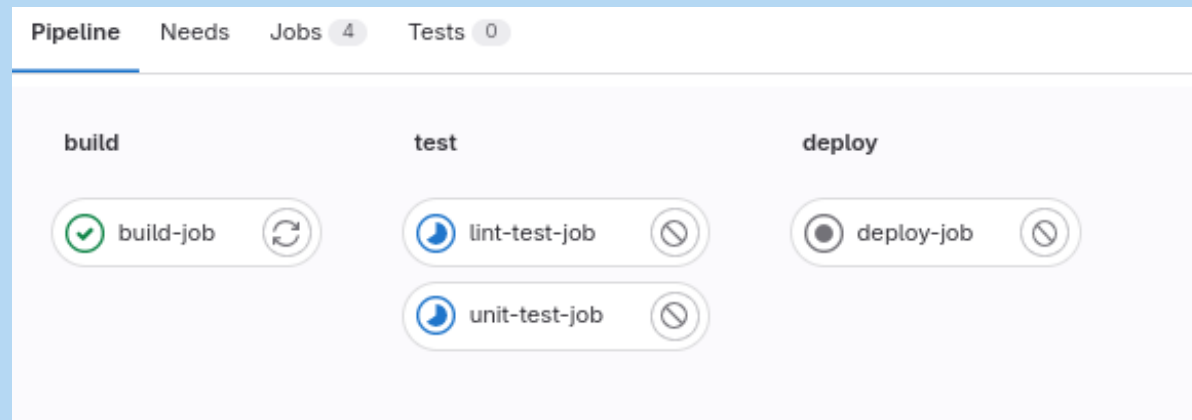 Pipeline Needs Jobs 4 Tests 0
build test deploy
build-job lint-test-job deploy-job
unit-test-job